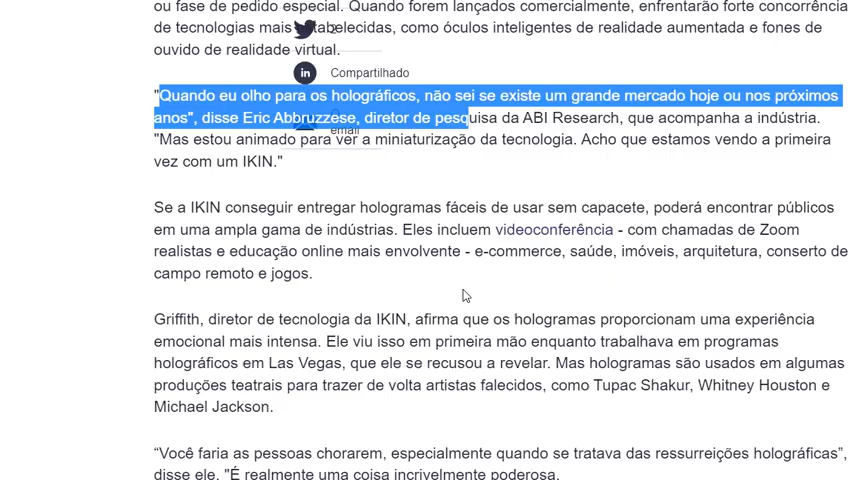 ou fase de pedido especial. Quando forem lançados comercialmente, enfrentarão forte concorrência
de tecnologias mais estabelecidas, como óculos inteligentes de realidade aumentada e fones de
ouvido de realidade virtual.
in Compartilhado
"Quando eu olho para os holográficos, não sei se existe um grande mercado hoje ou nos próximos
anos", disse Eric Abbruzzese, diretor de pesquisa da ABI Research, que acompanha a indústria.
email
"Mas estou animado para ver a miniaturização da tecnologia. Acho que estamos vendo a primeira
vez com um IKIN."
Se a IKIN conseguir entregar hologramas fáceis de usar sem capacete, poderá encontrar públicos
em uma ampla gama de indústrias. Eles incluem videoconferência - com chamadas de Zoom
realistas e educação online mais envolvente - e-commerce, saúde, imóveis, arquitetura, conserto de
campo remoto e jogos.
Griffith, diretor de tecnologia da IKIN, afirma que os hologramas proporcionam uma experiência
emocional mais intensa. Ele viu isso em primeira mão enquanto trabalhava em programas
holográficos em Las Vegas, que ele se recusou a revelar. Mas hologramas são usados em algumas
produções teatrais para trazer de volta artistas falecidos, como Tupac Shakur, Whitney Houston e
Michael Jackson.
“Você faria as pessoas chorarem, especialmente quando se tratava das ressurreições holográficas”,
disse ele. "É realmente uma coisa incrivelmente poderosa.